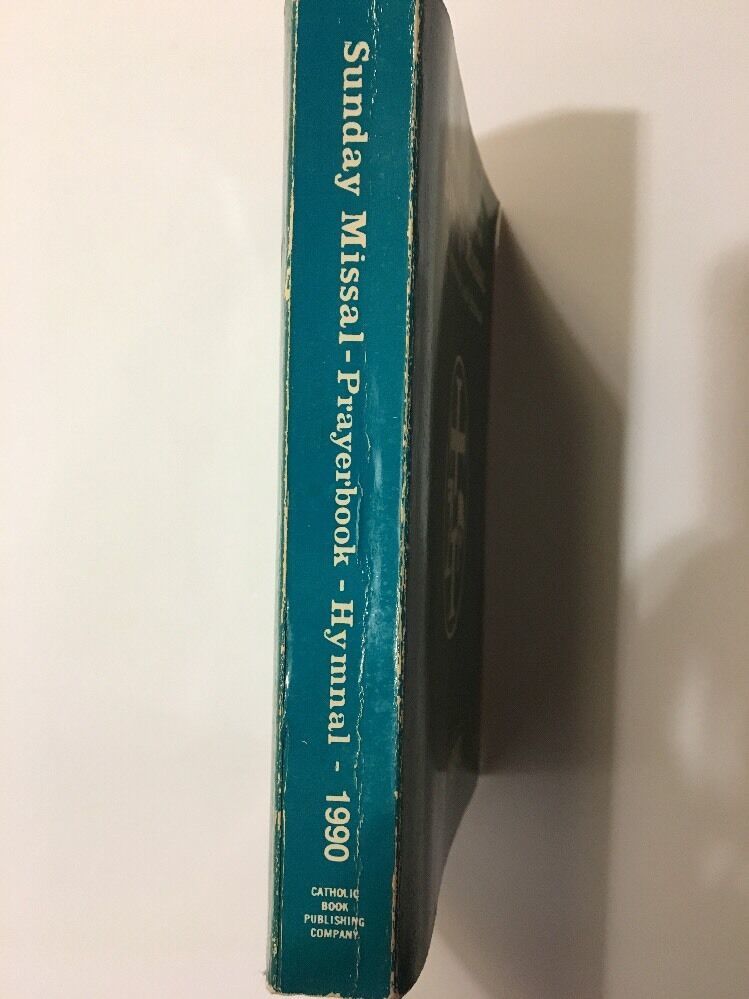 Sunday Missal-Prayerbook - Hymnal - 1990
CATHOLIC
BOOK
PUBLISHING
COMPANY